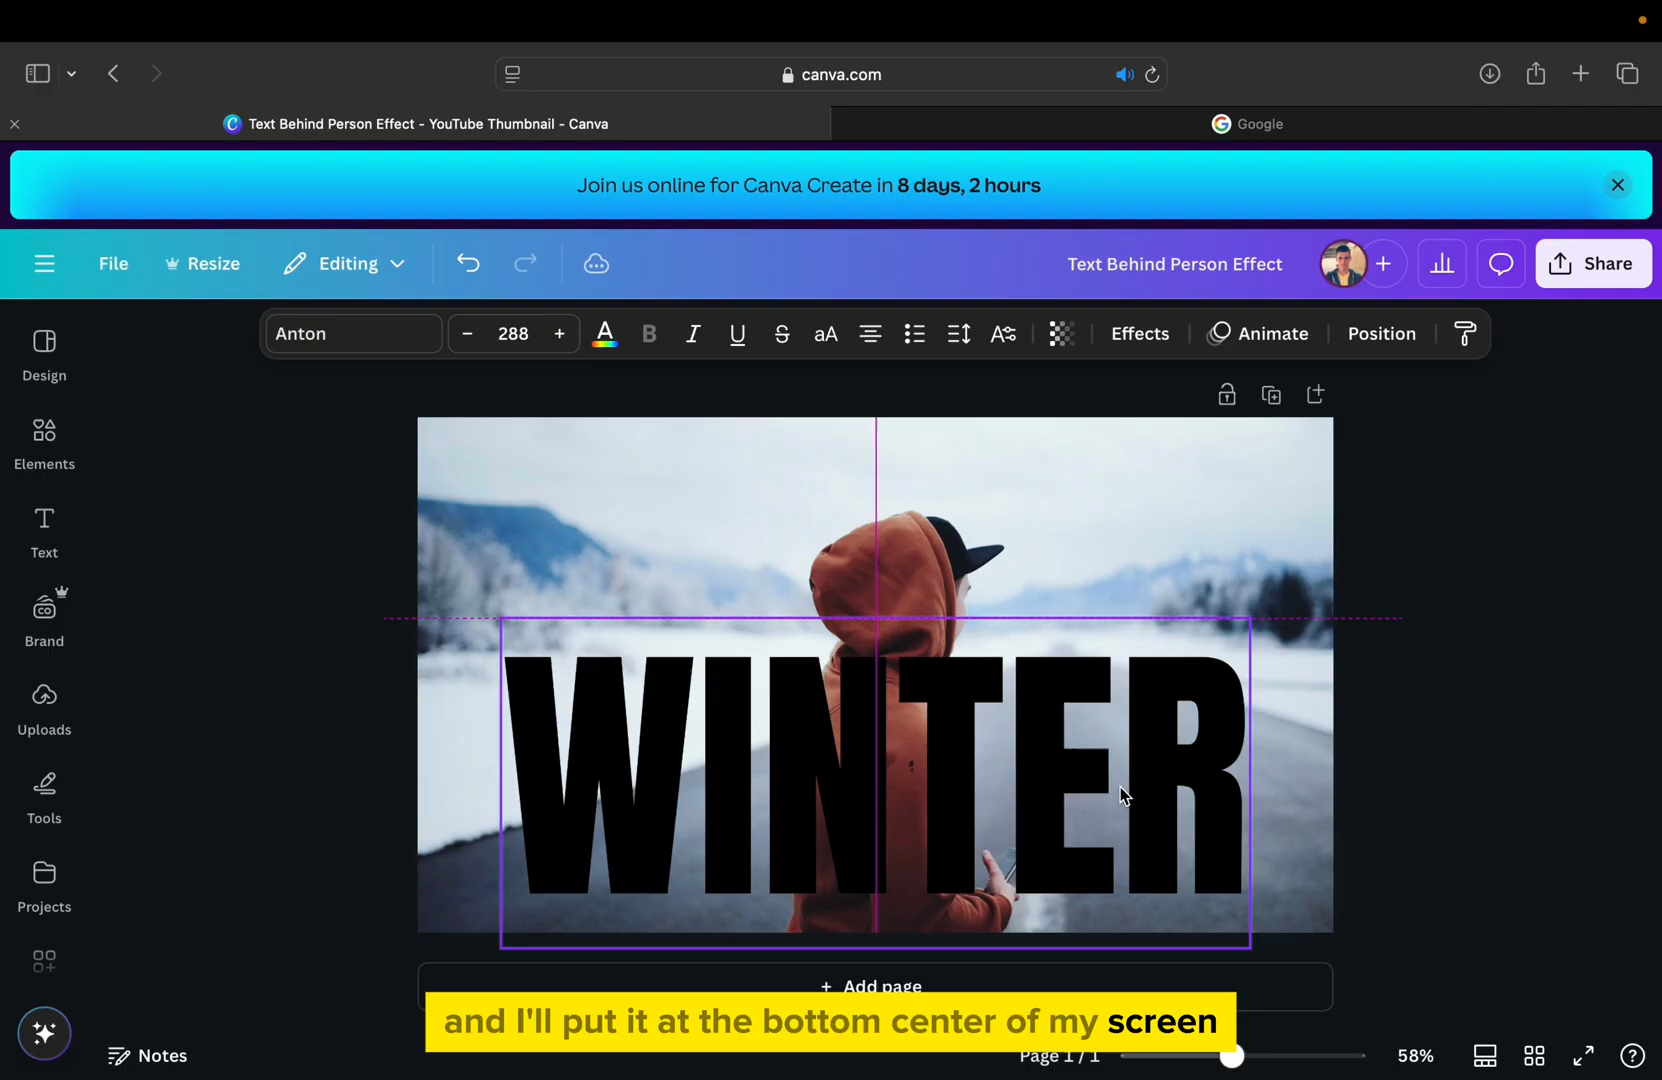 canva.com
Text Behind Person Effect - YouTube Thumbnail - Canva
Google
Join us online for Canva Create in 8 days, 2 hours
File
Resize
Editing
Text Behind Person Effect
Share
Anton
- 288 +
A B I U S aA
Effects
Animate
Position
Design
Elements
Text
Brand
Uploads
Tools
Projects
WINTER
+ Add page
and I'll put it at the bottom center of my screen
Notes
Page 1 / 1
58%